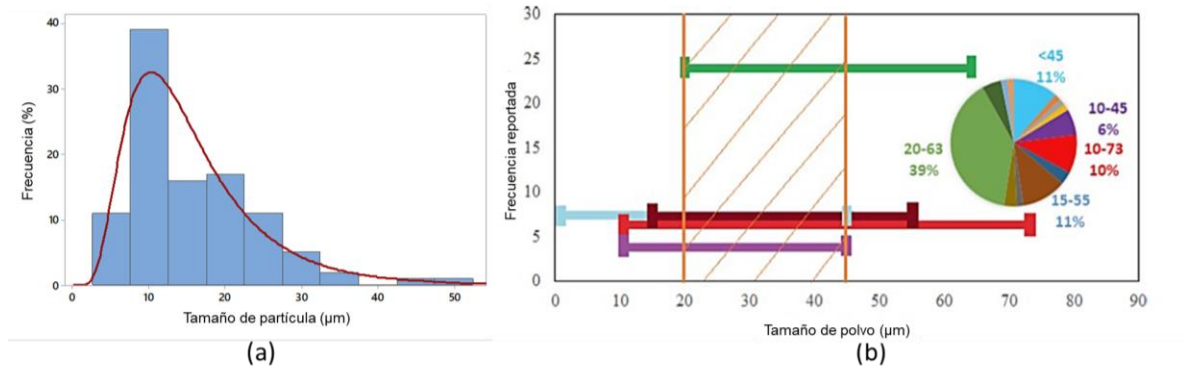 40
30
20
10
0
Frecuencia (%)
0 10 20 30 40 50
Tamaño de partícula (µm)
(a)
30
25
20
15
10
5
0
Frecuencia reportada
0 10 20 30 40 50 60 70 80 90
Tamaño de polvo (µm)
<45
11%
10-45
6%
10-73
10%
15-55
11%
20-63
39%
(b)